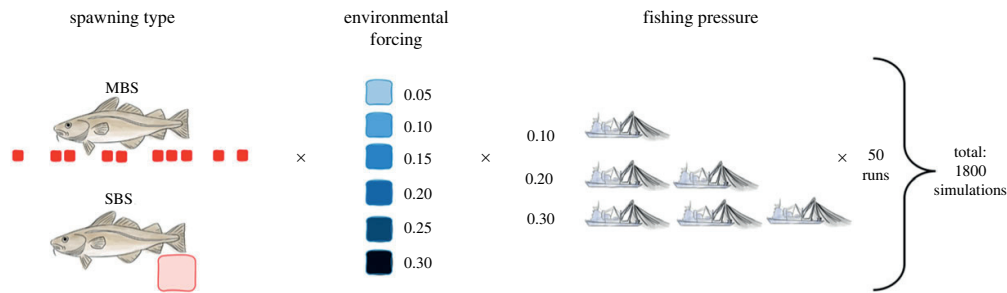 spawning type
environmental
forcing
fishing pressure
MBS
SBS
×
0.05
0.10
0.15
0.20
0.25
0.30
×
0.10
0.20
0.30
×
50
runs
total:
1800
simulations